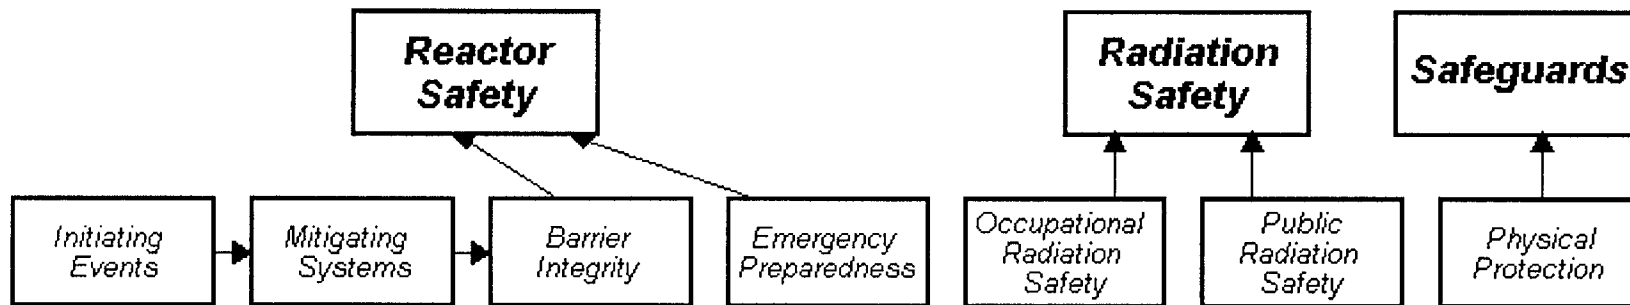 Reactor
Safety
Radiation
Safety
Safeguards
Initiating
Events
Mitigating
Systems
Barrier
Integrity
Emergency
Preparedness
Occupational
Radiation
Safety
Public
Radiation
Safety
Physical
Protection